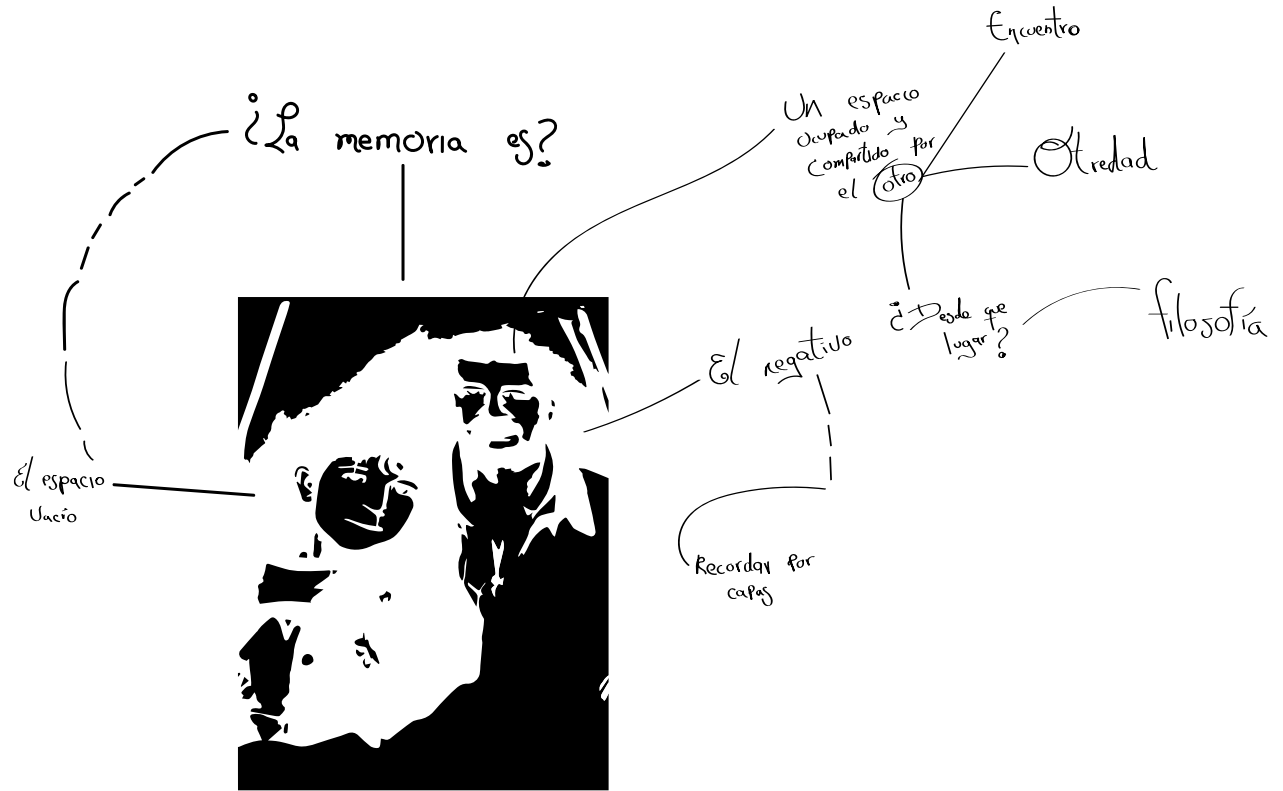 ¿La memoria es?
Un espacio
ocupado y
compartido por
el otro
Encuentro
Otredad
¿Desde que
lugar?
filosofía
El negativo
Recordar por
capas
El espacio
vacío